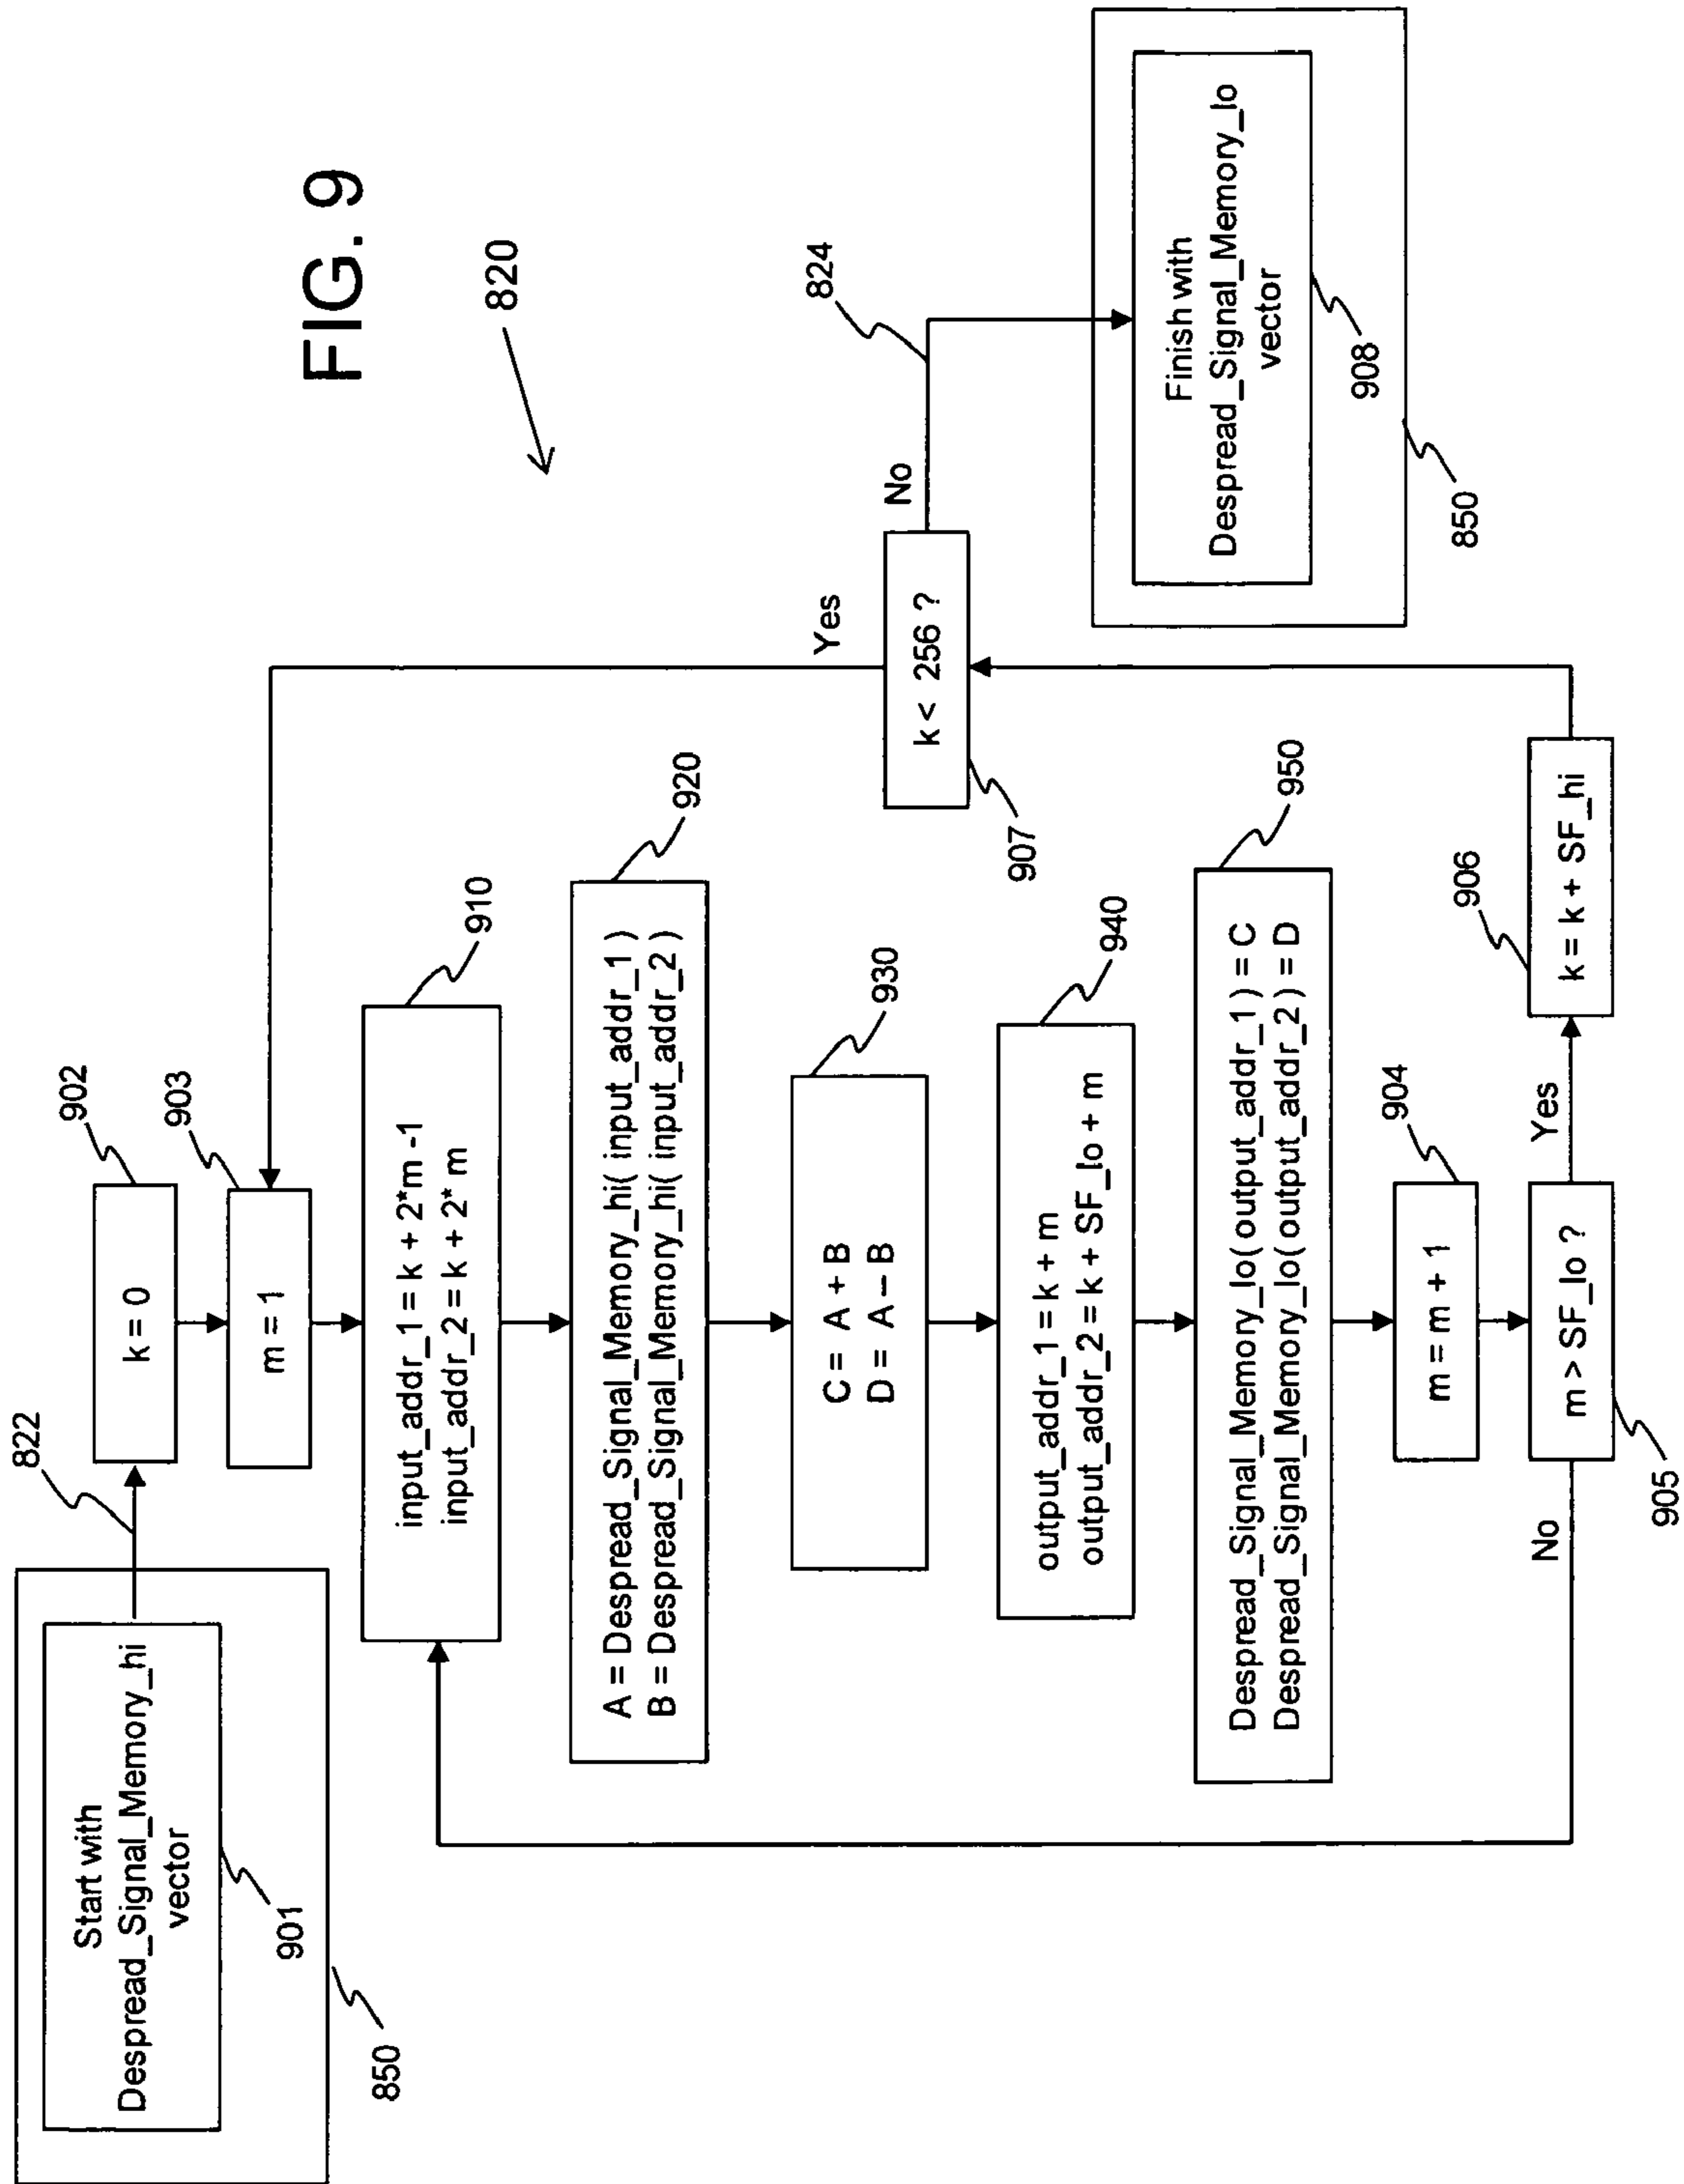 FIG. 9
820
Start with
Despread_Signal_Memory_hi
vector
901
850
822
k = 0
902
m = 1
903
input_addr_1 = k + 2*m -1
input_addr_2 = k + 2* m
910
A = Despread_Signal_Memory_hi( input_addr_1 )
B = Despread_Signal_Memory_hi( input_addr_2 )
920
C = A + B
D = A – B
930
output_addr_1 = k + m
output_addr_2 = k + SF_lo + m
940
Despread_Signal_Memory_lo( output_addr_1 ) = C
Despread_Signal_Memory_lo( output_addr_2 ) = D
950
m = m + 1
904
m > SF_lo ?
905
No
Yes
k = k + SF_hi
906
k < 256 ?
907
Yes
No
824
Finish with
Despread_Signal_Memory_lo
vector
908
850